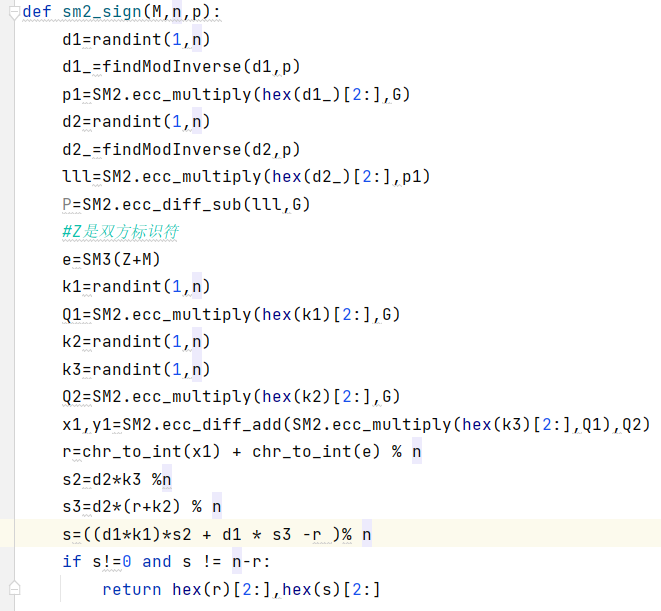 def sm2_sign(M,n,p):
    d1=randint(1,n)
    d1_=findModInverse(d1,p)
    p1=SM2.ecc_multiply(hex(d1_)[2:],G)
    d2=randint(1,n)
    d2_=findModInverse(d2,p)
    lll=SM2.ecc_multiply(hex(d2_)[2:],p1)
    P=SM2.ecc_diff_sub(lll,G)
    #Z是双方标识符
    e=SM3(Z+M)
    k1=randint(1,n)
    Q1=SM2.ecc_multiply(hex(k1)[2:],G)
    k2=randint(1,n)
    k3=randint(1,n)
    Q2=SM2.ecc_multiply(hex(k2)[2:],G)
    x1,y1=SM2.ecc_diff_add(SM2.ecc_multiply(hex(k3)[2:],Q1),Q2)
    r=chr_to_int(x1) + chr_to_int(e) % n
    s2=d2*k3 %n
    s3=d2*(r+k2) % n
    s=((d1*k1)*s2 + d1 * s3 -r )% n
    if s!=0 and s != n-r:
        return hex(r)[2:],hex(s)[2:]